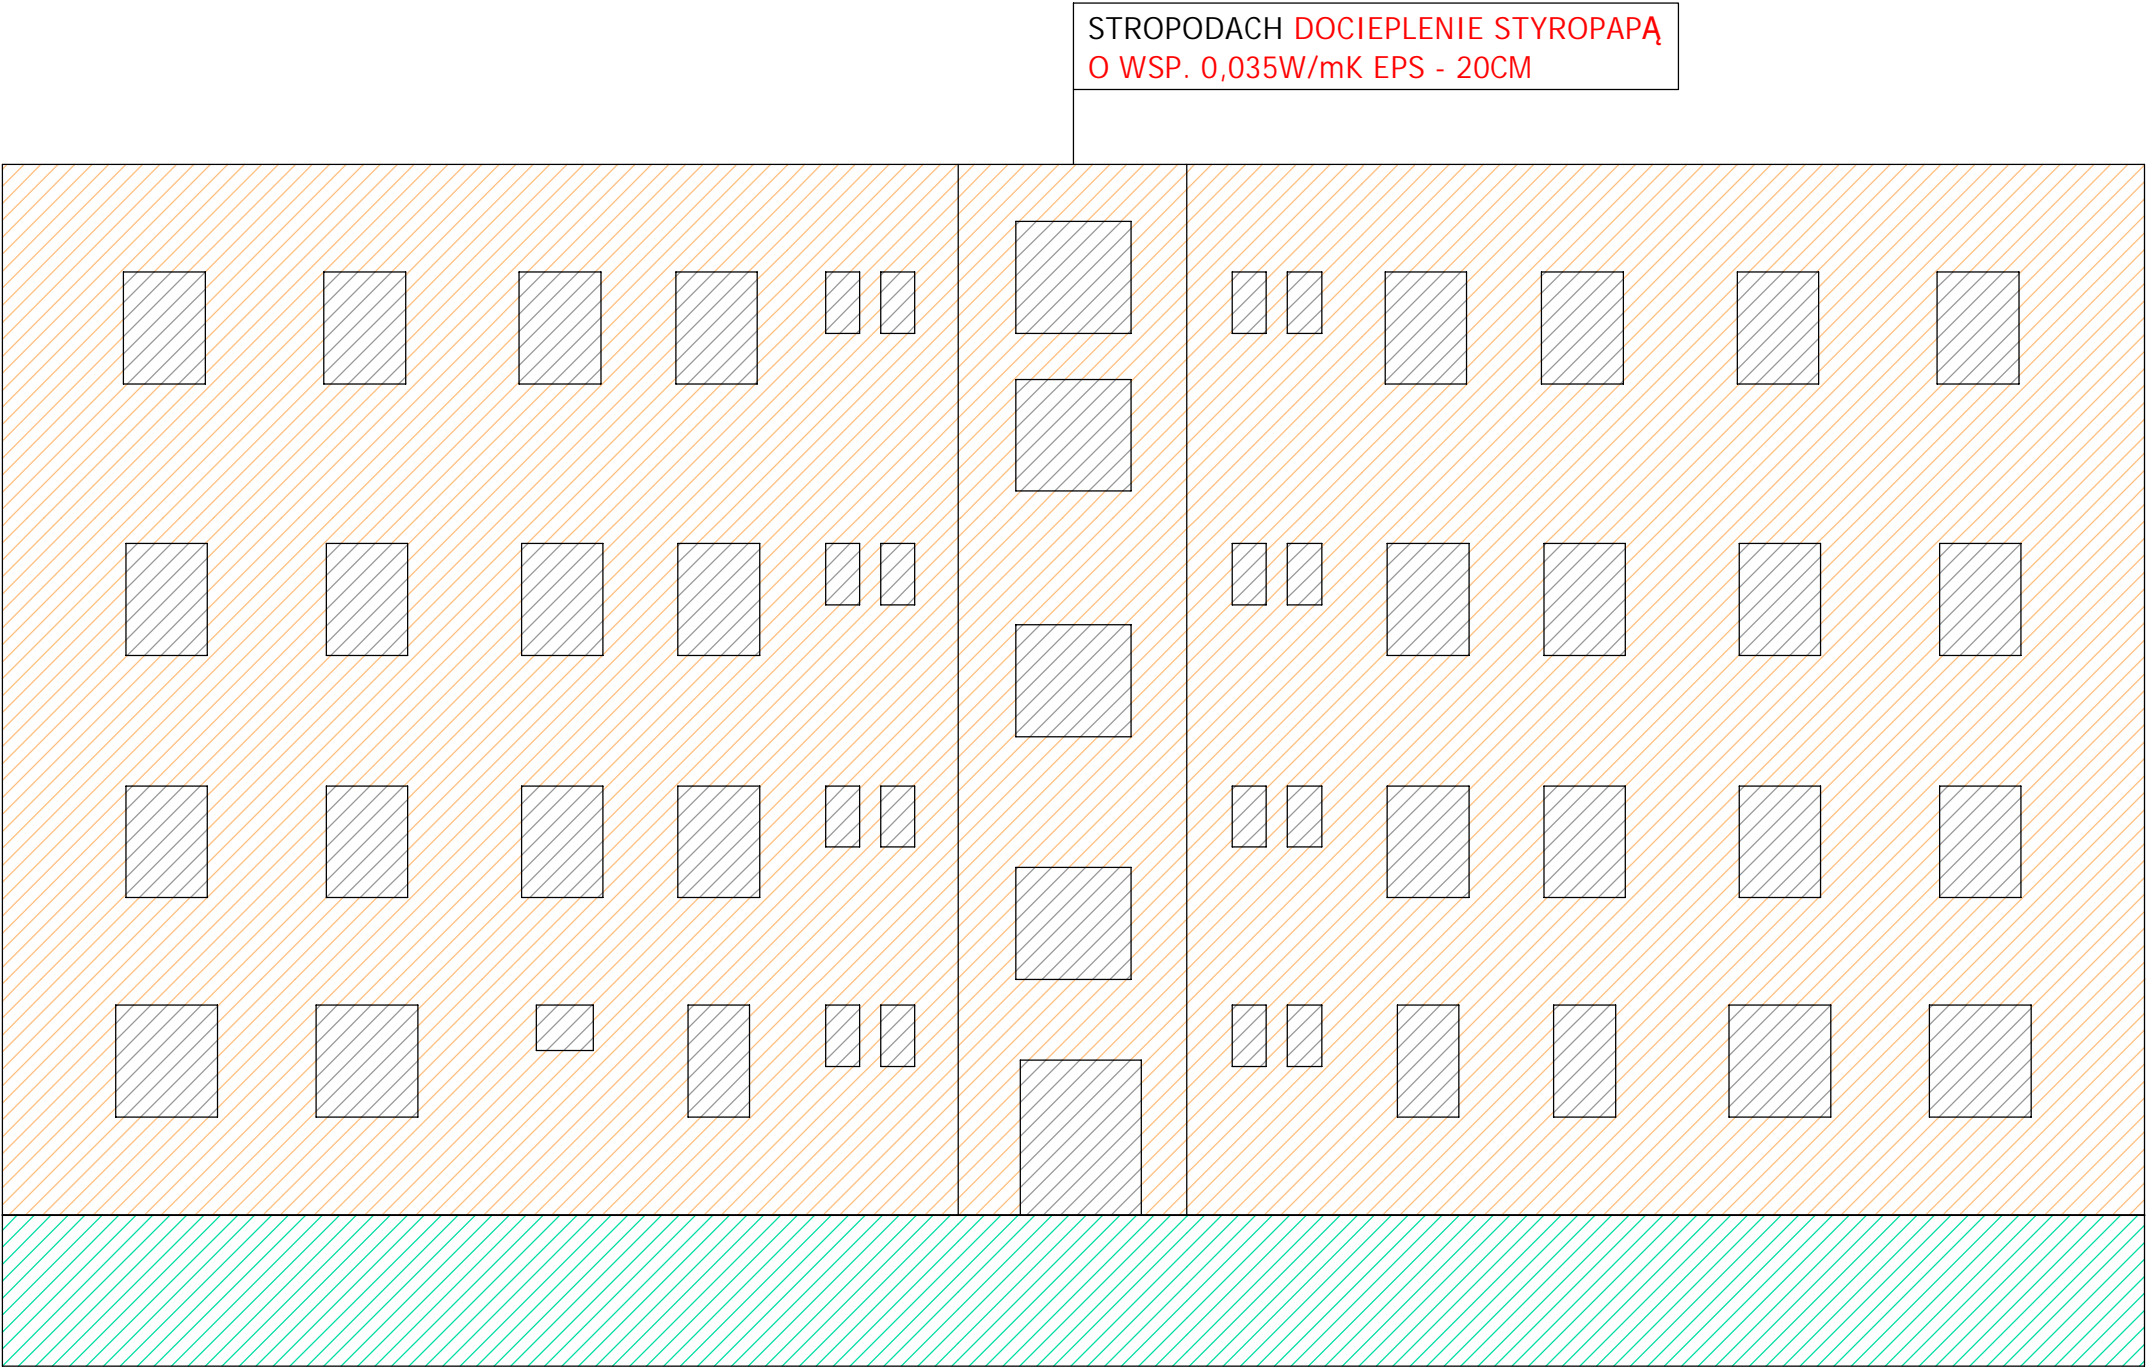 STROPODACH DOCIEPLENIE STYROPAPĄ
O WSP. 0,035W/mK EPS - 20CM